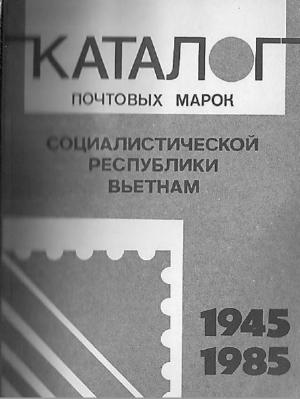 КАТАЛОГ
ПОЧТОВЫХ МАРОК
СОЦИАЛИСТИЧЕСКОЙ
РЕСПУБЛИКИ
ВЬЕТНАМ
1945
1985